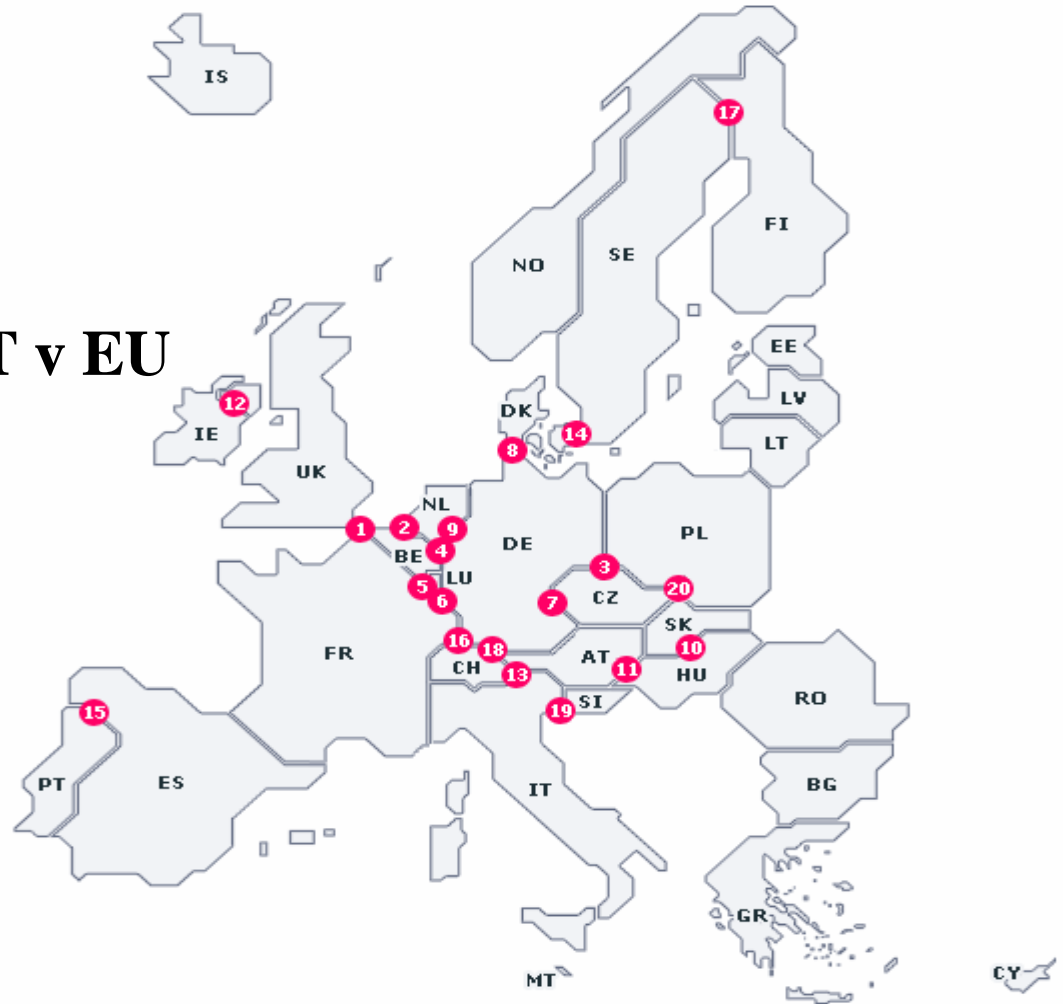 IS
17
FI
SE
NO
T v EU
EE
12
DK
LV
IE
14
LT
8
UK
NL
1
2
9
PL
DE
BE
4
3
LU
5
20
6
7
CZ
SK
16
18
10
FR
AT
CH
11
13
HU
RO
SI
15
19
PT
ES
IT
BG
GR
MT
CY